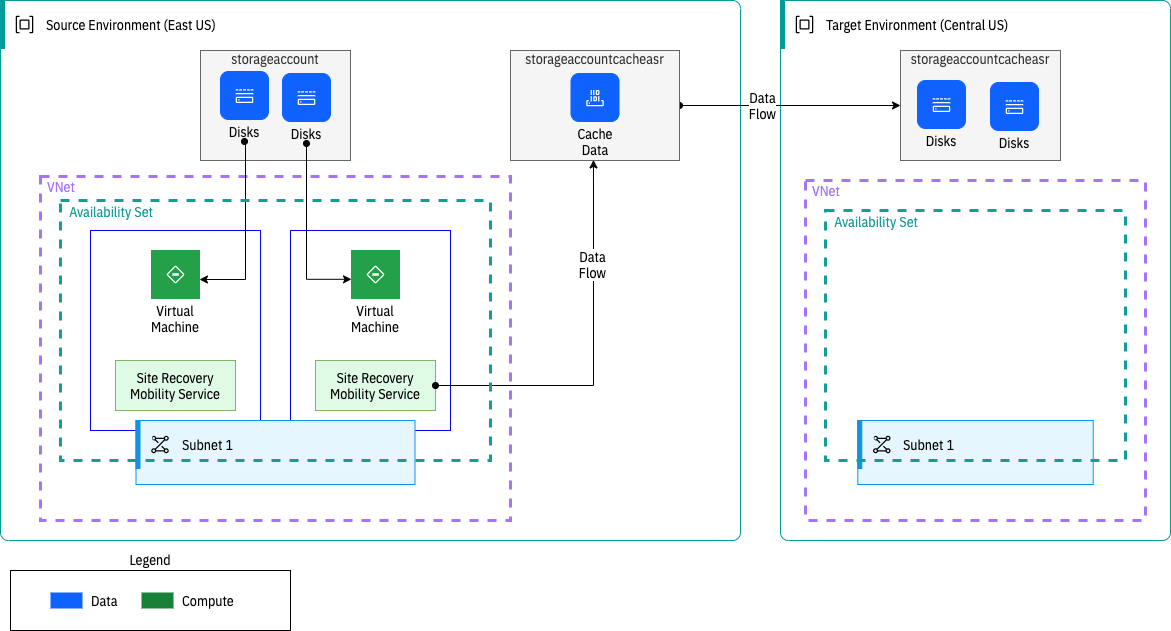 Source Environment (East US)
storageaccount
Disks
Disks
storageaccountcacheasr
Cache
Data
VNet
Availability Set
Virtual
Machine
Virtual
Machine
Site Recovery
Mobility Service
Site Recovery
Mobility Service
Subnet 1
Data
Flow
Data
Flow
Target Environment (Central US)
storageaccountcacheasr
Disks
Disks
VNet
Availability Set
Subnet 1
Legend
Data
Compute